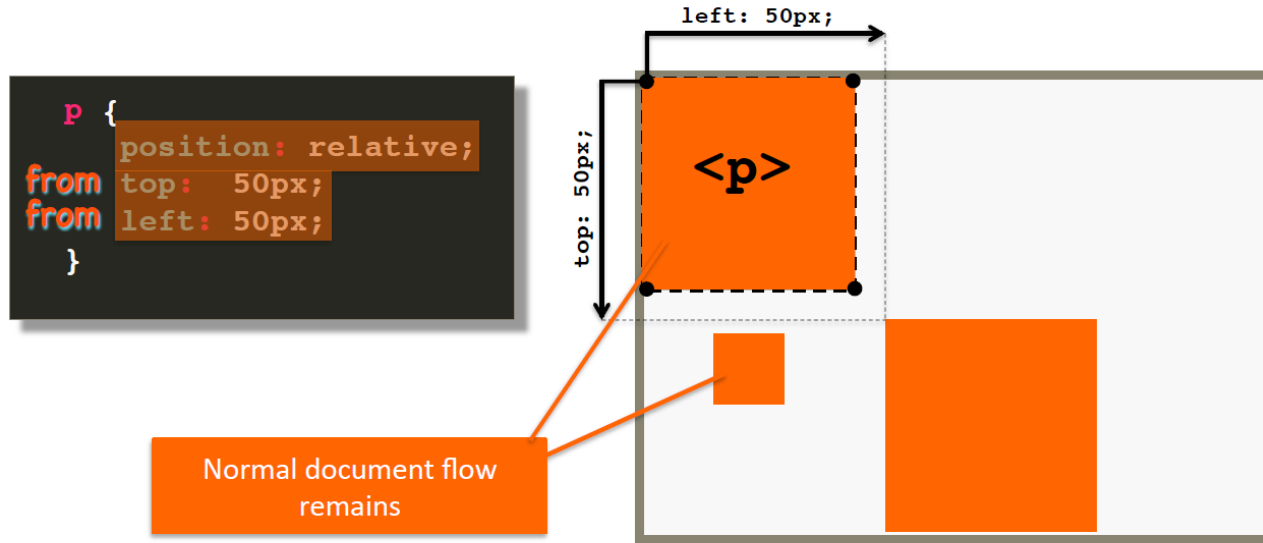 left: 50px;
p {
position: relative;
from top: 50px;
from left: 50px;
}
top: 50px;
<p>
Normal document flow
remains